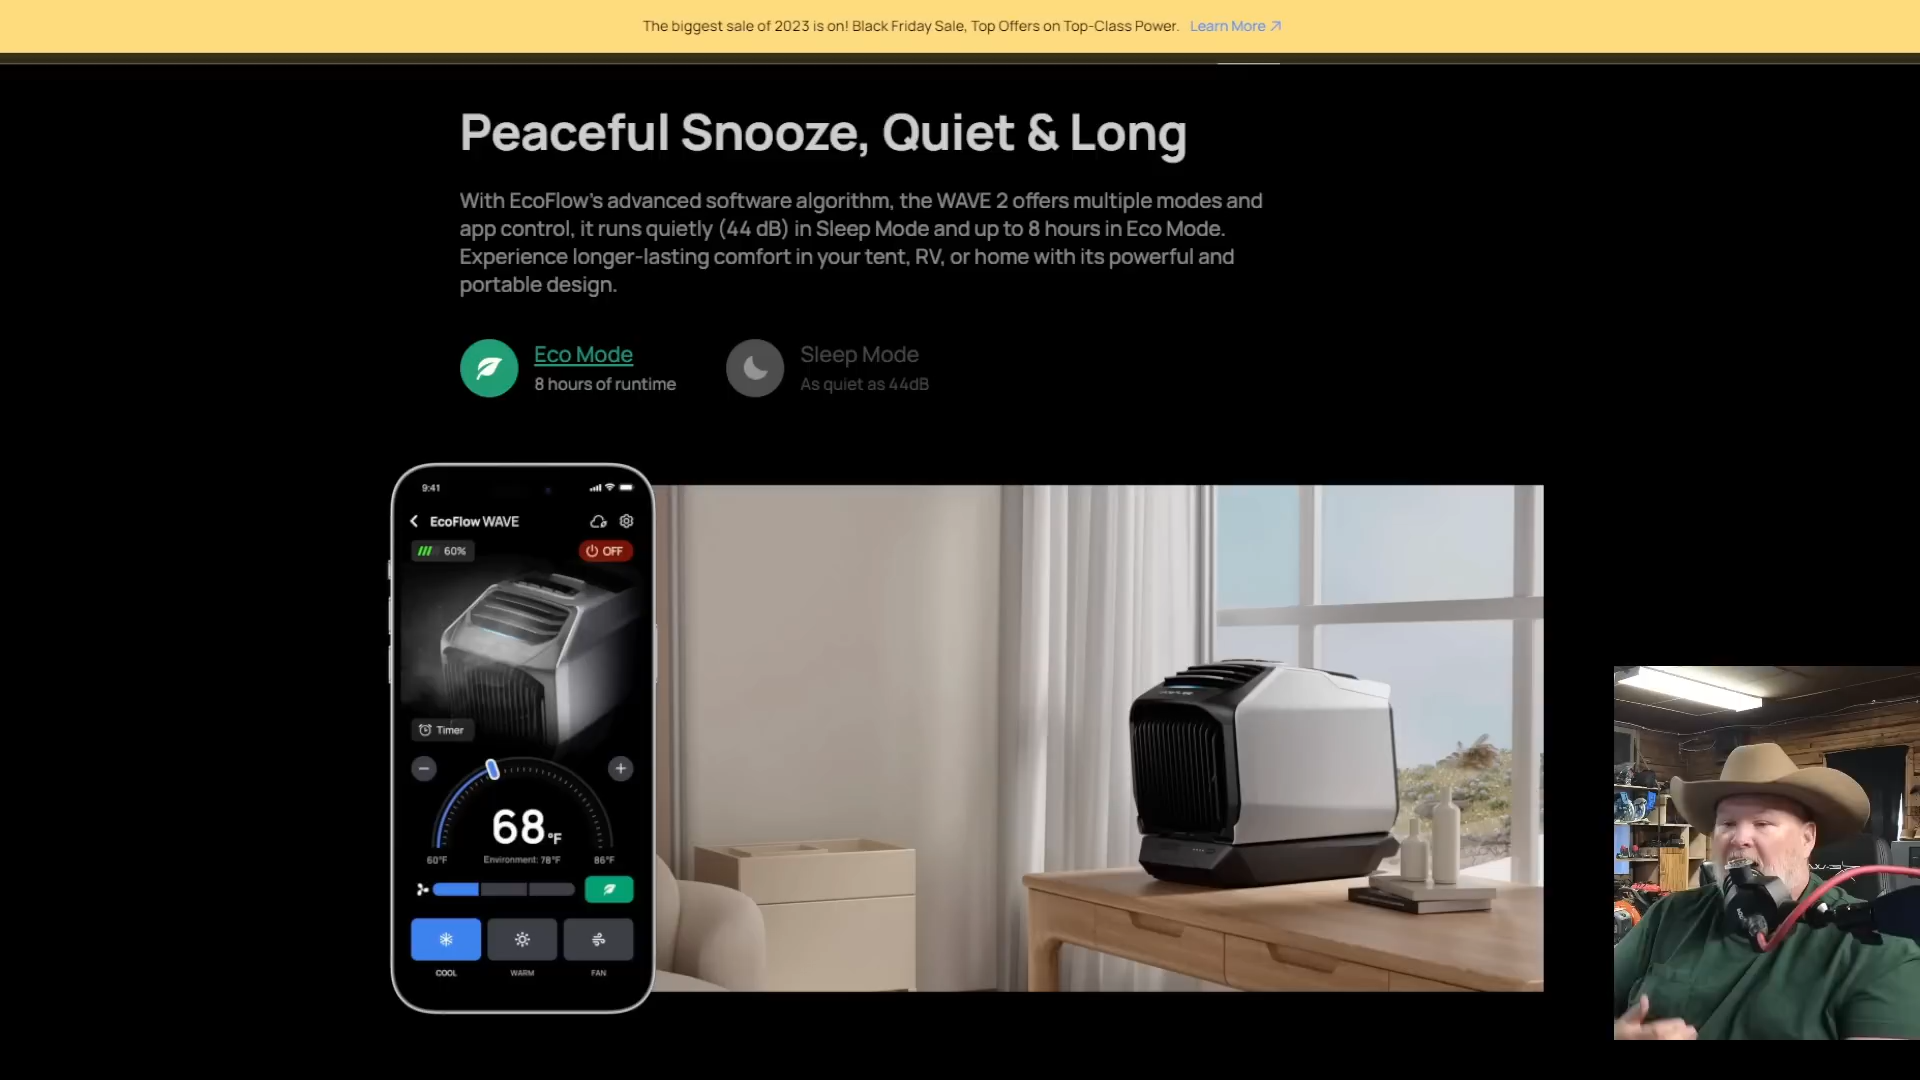 The biggest sale of 2023 is on! Black Friday Sale, Top Offers on Top-Class Power. Learn More ↗
Peaceful Snooze, Quiet & Long
With EcoFlow's advanced software algorithm, the WAVE 2 offers multiple modes and
app control, it runs quietly (44 dB) in Sleep Mode and up to 8 hours in Eco Mode.
Experience longer-lasting comfort in your tent, RV, or home with its powerful and
portable design.
Eco Mode
8 hours of runtime
Sleep Mode
As quiet as 44dB
9:41
EcoFlow WAVE
60%
OFF
Timer
68°F
60°F
Environment: 78°F
86°F
COOL
WARM
FAN